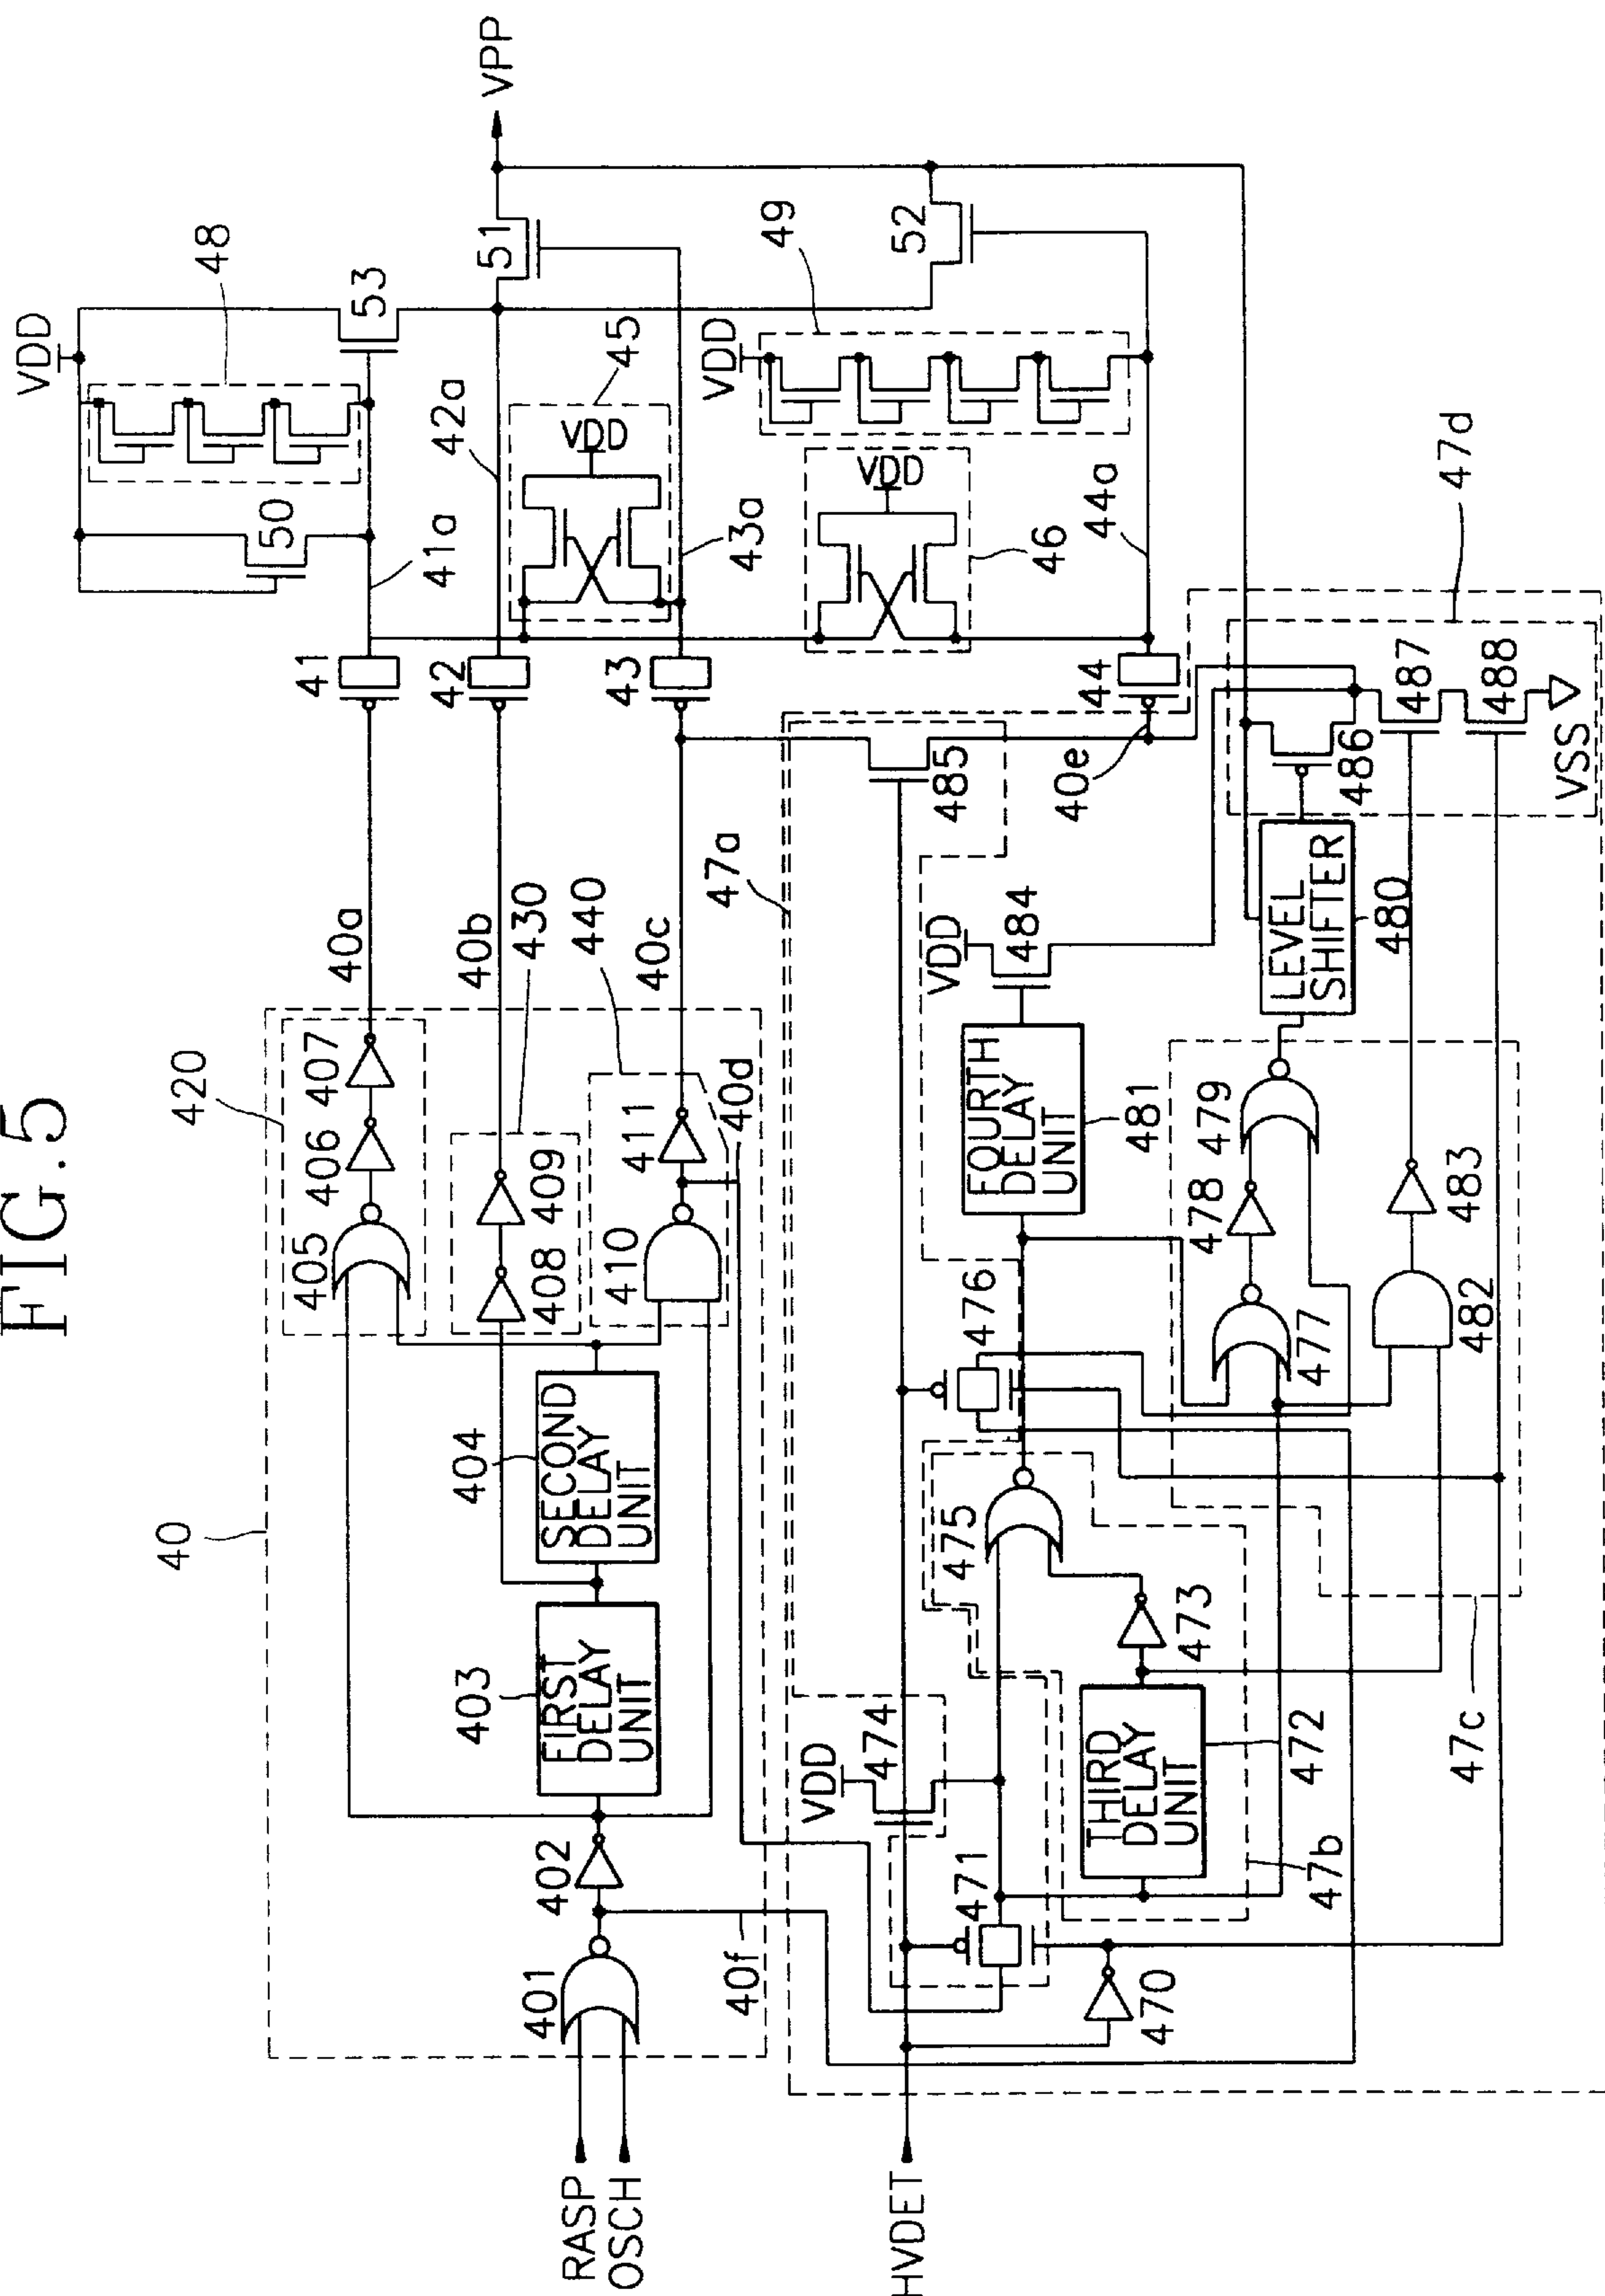 FIG.5
RASP
OSCH
HVDET
40
401
402
403
FIRST
DELAY
UNIT
404
SECOND
DELAY
UNIT
420
405
406
407
408
409
430
410
411
440
40a
40b
40c
40d
40f
41
42
43
44
41a
42a
43a
44a
40e
VDD
48
50
53
51
52
VPP
45
VDD
46
VDD
49
VDD
47a
474
VDD
471
470
THIRD
DELAY
UNIT
472
473
475
47b
476
FOURTH
DELAY
UNIT
481
VDD
484
485
477
478
479
482
483
47c
LEVEL
SHIFTER
480
486
487
488
VSS
47d